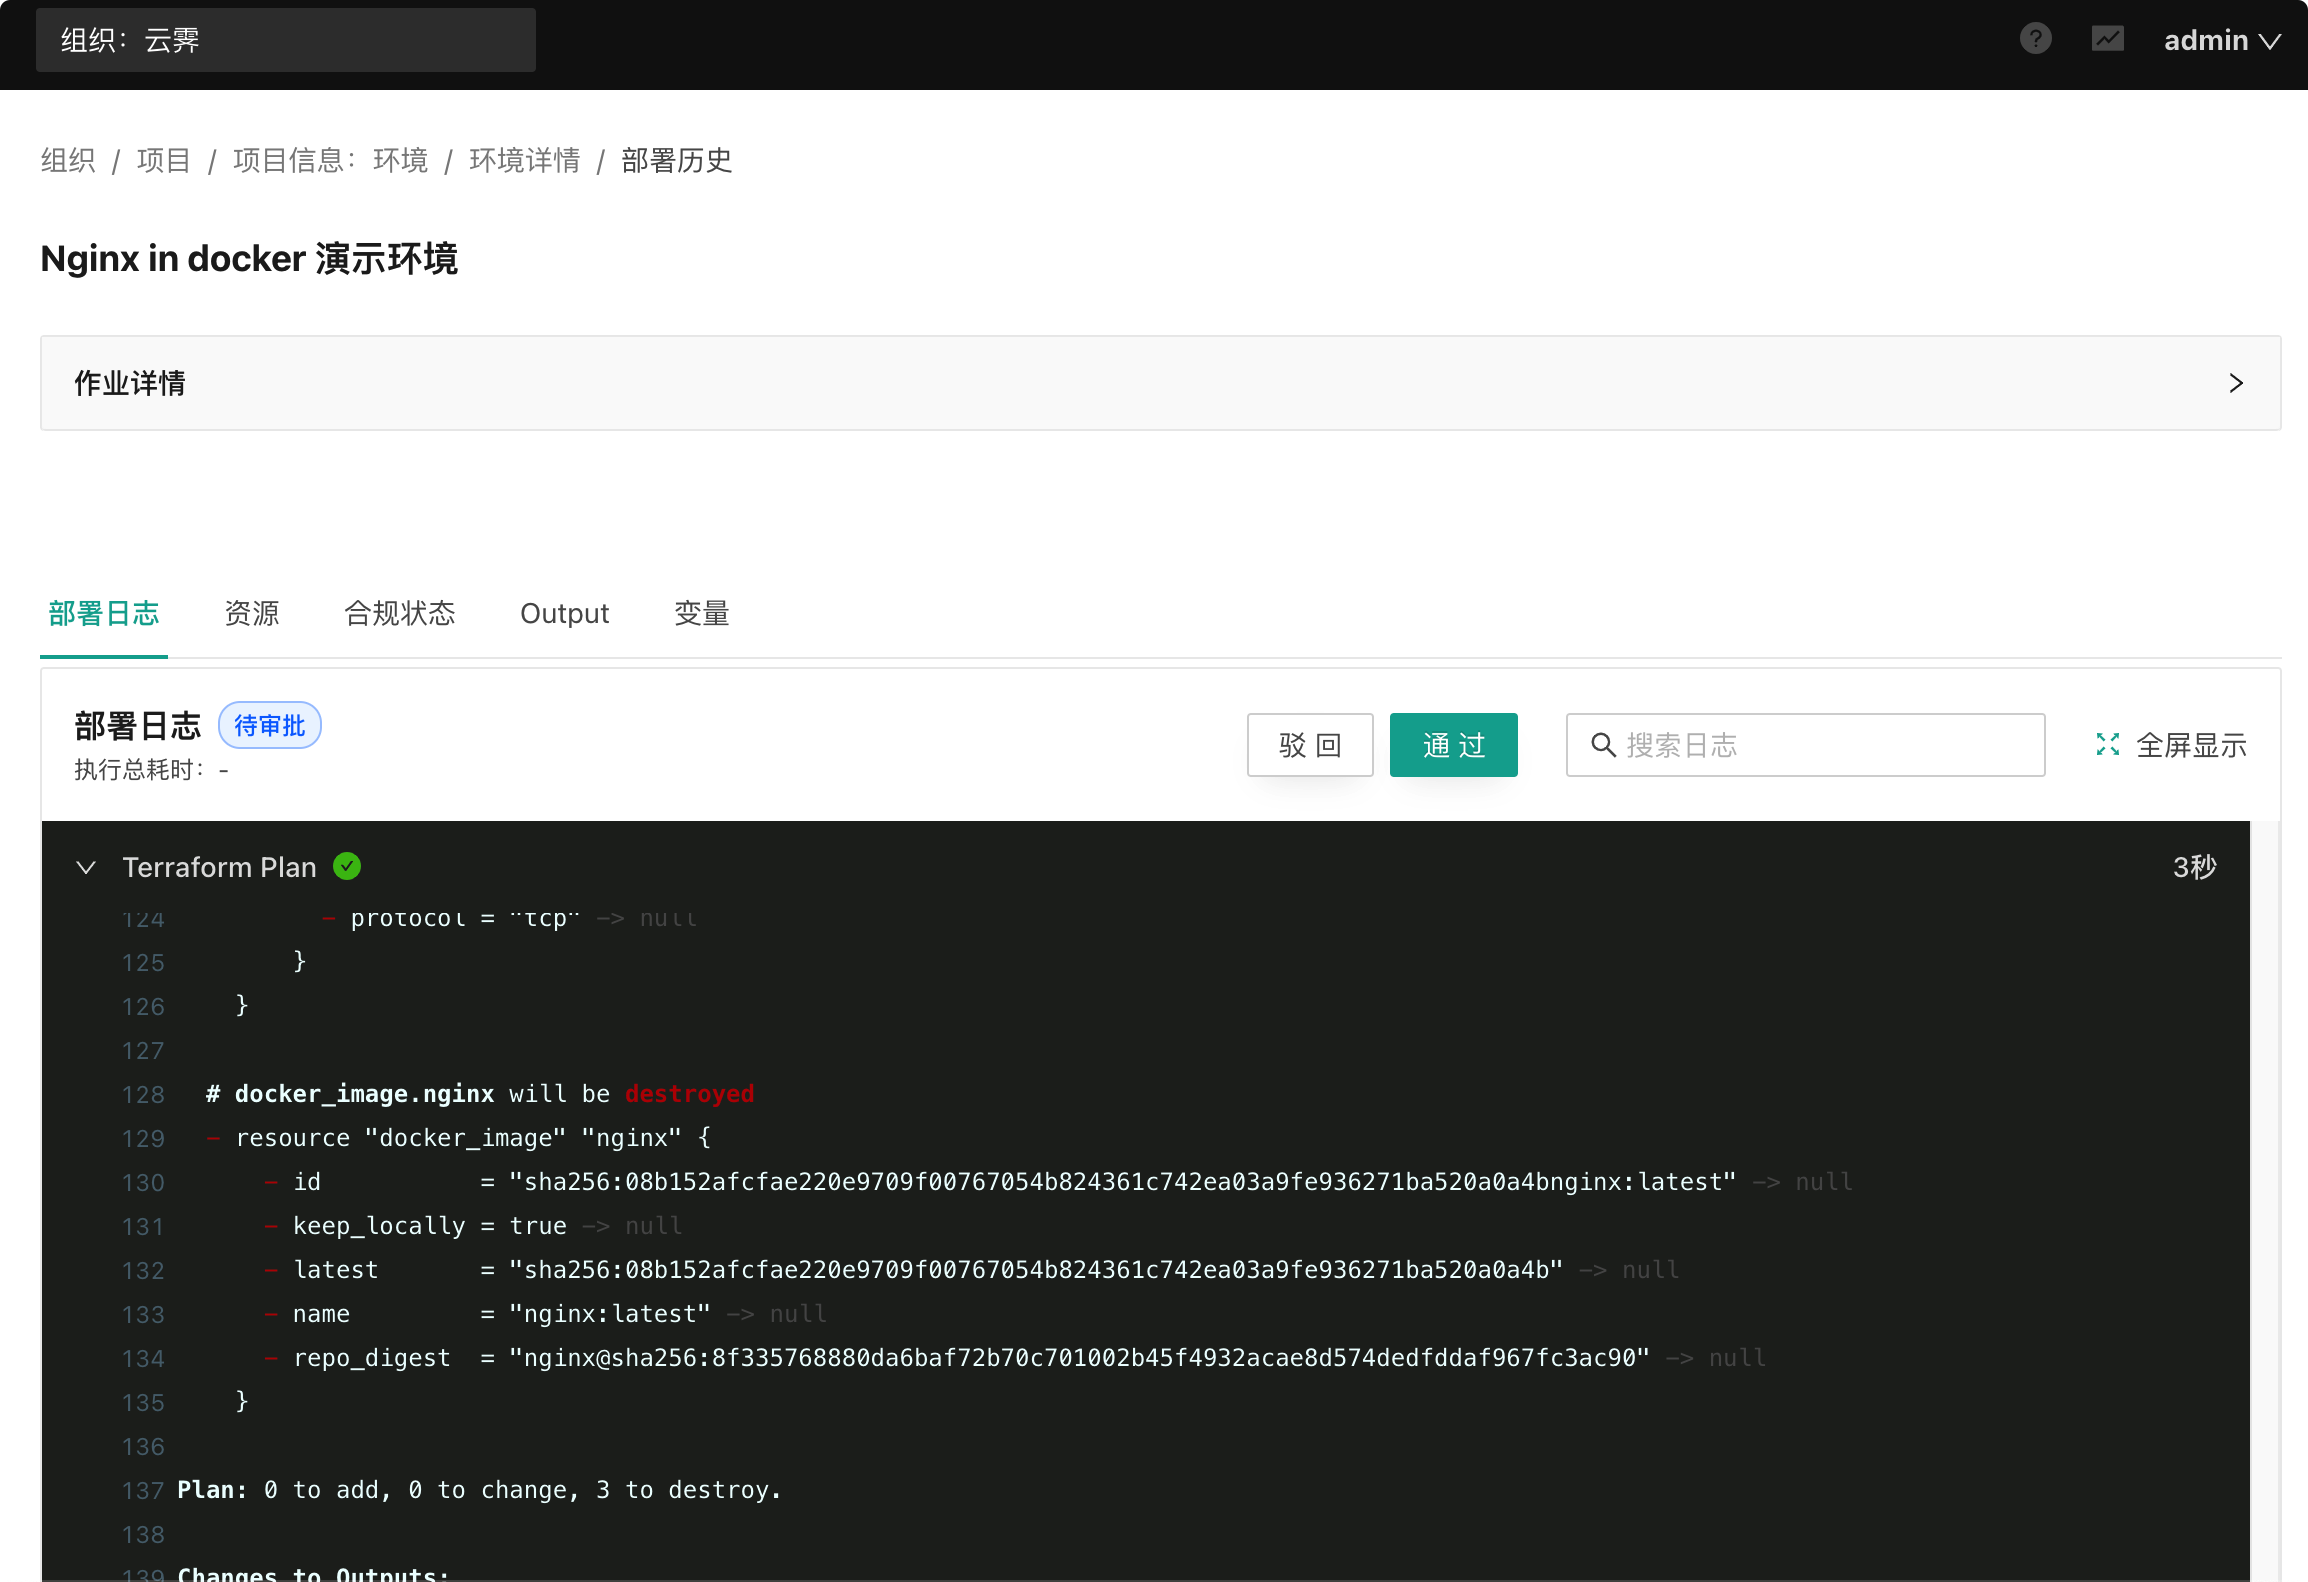 组织：云霁
admin
组织 / 项目 / 项目信息：环境 / 环境详情 / 部署历史
Nginx in docker 演示环境
作业详情
部署日志 资源 合规状态 Output 变量
部署日志 待审批
执行总耗时：-
驳 回 通 过 搜索日志 全屏显示
Terraform Plan 3秒
124 - protocol = "tcp" -> null
125 }
126 }
127
128 # docker_image.nginx will be destroyed
129 - resource "docker_image" "nginx" {
130 - id = "sha256:08b152afcfae220e9709f00767054b824361c742ea03a9fe936271ba520a0a4bnginx:latest" -> null
131 - keep_locally = true -> null
132 - latest = "sha256:08b152afcfae220e9709f00767054b824361c742ea03a9fe936271ba520a0a4b" -> null
133 - name = "nginx:latest" -> null
134 - repo_digest = "nginx@sha256:8f335768880da6baf72b70c701002b45f4932acae8d574dedfddaf967fc3ac90" -> null
135 }
136
137 Plan: 0 to add, 0 to change, 3 to destroy.
138
139 Changes to Outputs: